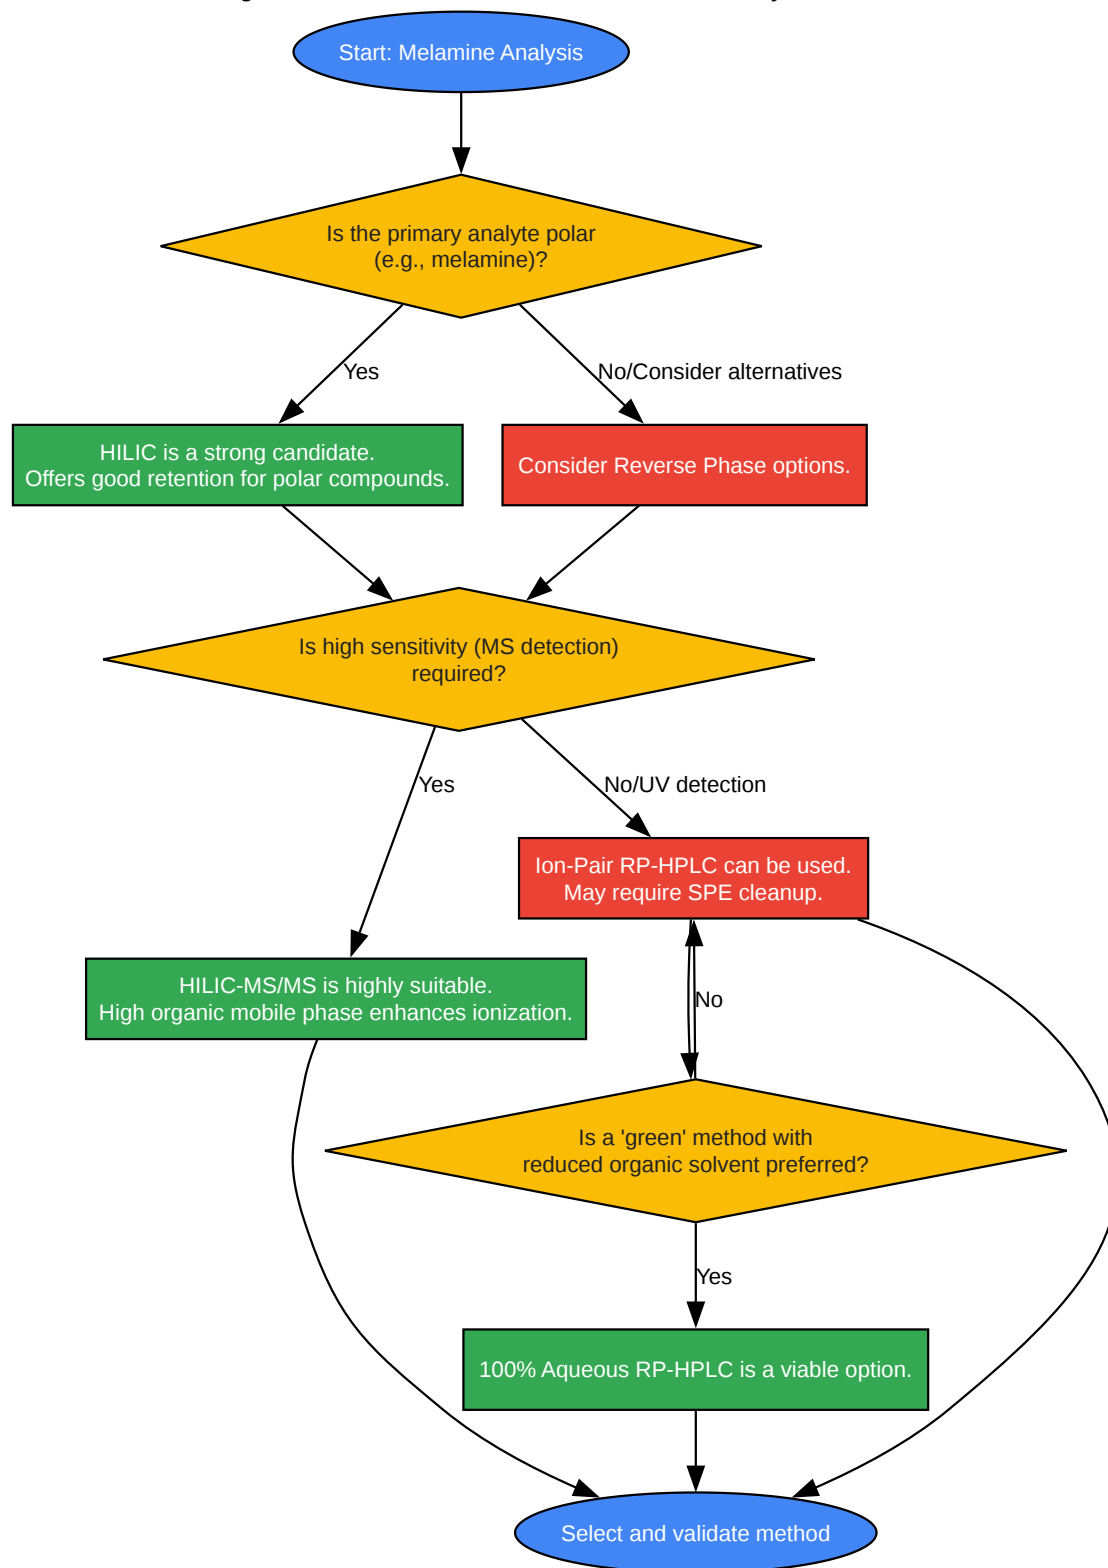 Start: Melamine Analysis
Is the primary analyte polar
(e.g., melamine)?
Yes
No/Consider alternatives
HILIC is a strong candidate.
Offers good retention for polar compounds.
Consider Reverse Phase options.
Is high sensitivity (MS detection)
required?
Yes
No/UV detection
Ion-Pair RP-HPLC can be used.
May require SPE cleanup.
HILIC-MS/MS is highly suitable.
High organic mobile phase enhances ionization.
No
Is a 'green' method with
reduced organic solvent preferred?
Yes
100% Aqueous RP-HPLC is a viable option.
Select and validate method